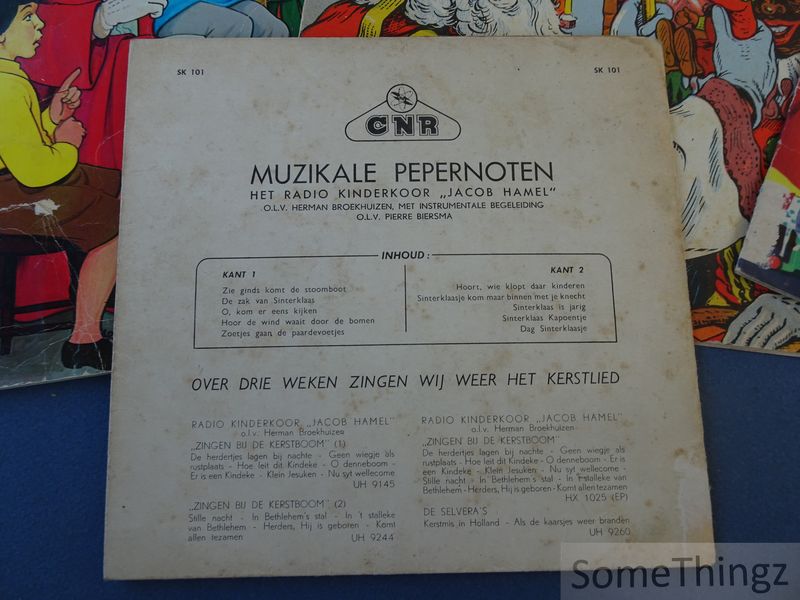 SK 101
SK 101
CNR
MUZIKALE PEPERNOTEN
HET RADIO KINDERKOOR „JACOB HAMEL"
O.L.V. HERMAN BROEKHUIZEN, MET INSTRUMENTALE BEGELEIDING
O.L.V. PIERRE BIERSMA
INHOUD:
KANT 1
Zie ginds komt de stoomboot
De zak van Sinterklaas
O, kom er eens kijken
Hoor de wind waait door de bomen
Zoetjes gaan de paardevoetjes
KANT 2
Hoort, wie klopt daar kinderen
Sinterklaasje kom maar binnen met je knecht
Sinterklaas is jarig
Sinterklaas Kapoentje
Dag Sinterklaasje
OVER DRIE WEKEN ZINGEN WIJ WEER HET KERSTLIED
RADIO KINDERKOOR „JACOB HAMEL"
o.l.v. Herman Broekhuizen
„ZINGEN BIJ DE KERSTBOOM" (1)
De herdertjes lagen bij nachte - Geen wiegje als
rustplaats - Hoe leit dit Kindeke - O denneboom -
Er is een Kindeke - Klein Jesuken - Nu syt wellecome
UH 9145
„ZINGEN BIJ DE KERSTBOOM" (2)
Stille nacht - In Bethlehem's stal - In 't stalleke
van Bethlehem - Herders, Hij is geboren - Komt
allen tezamen UH 9244
RADIO KINDERKOOR „JACOB HAMEL"
o.l.v. Herman Broekhuizen
„ZINGEN BIJ DE KERSTBOOM"
De herdertjes lagen bij nachte - Geen wiegje als
rustplaats - Hoe leit dit Kindeke - O denneboom - Er is
een Kindeke - Klein Jesuken - Nu syt wellecome -
Stille nacht - In Bethlehem's stal - In 't stalleke van
Bethlehem - Herders, Hij is geboren - Komt allen tezamen
HX 1025 (EP)
DE SELVERA'S
Kerstmis in Holland - Als de kaarsjes weer branden
UH 9260
SomeThingz